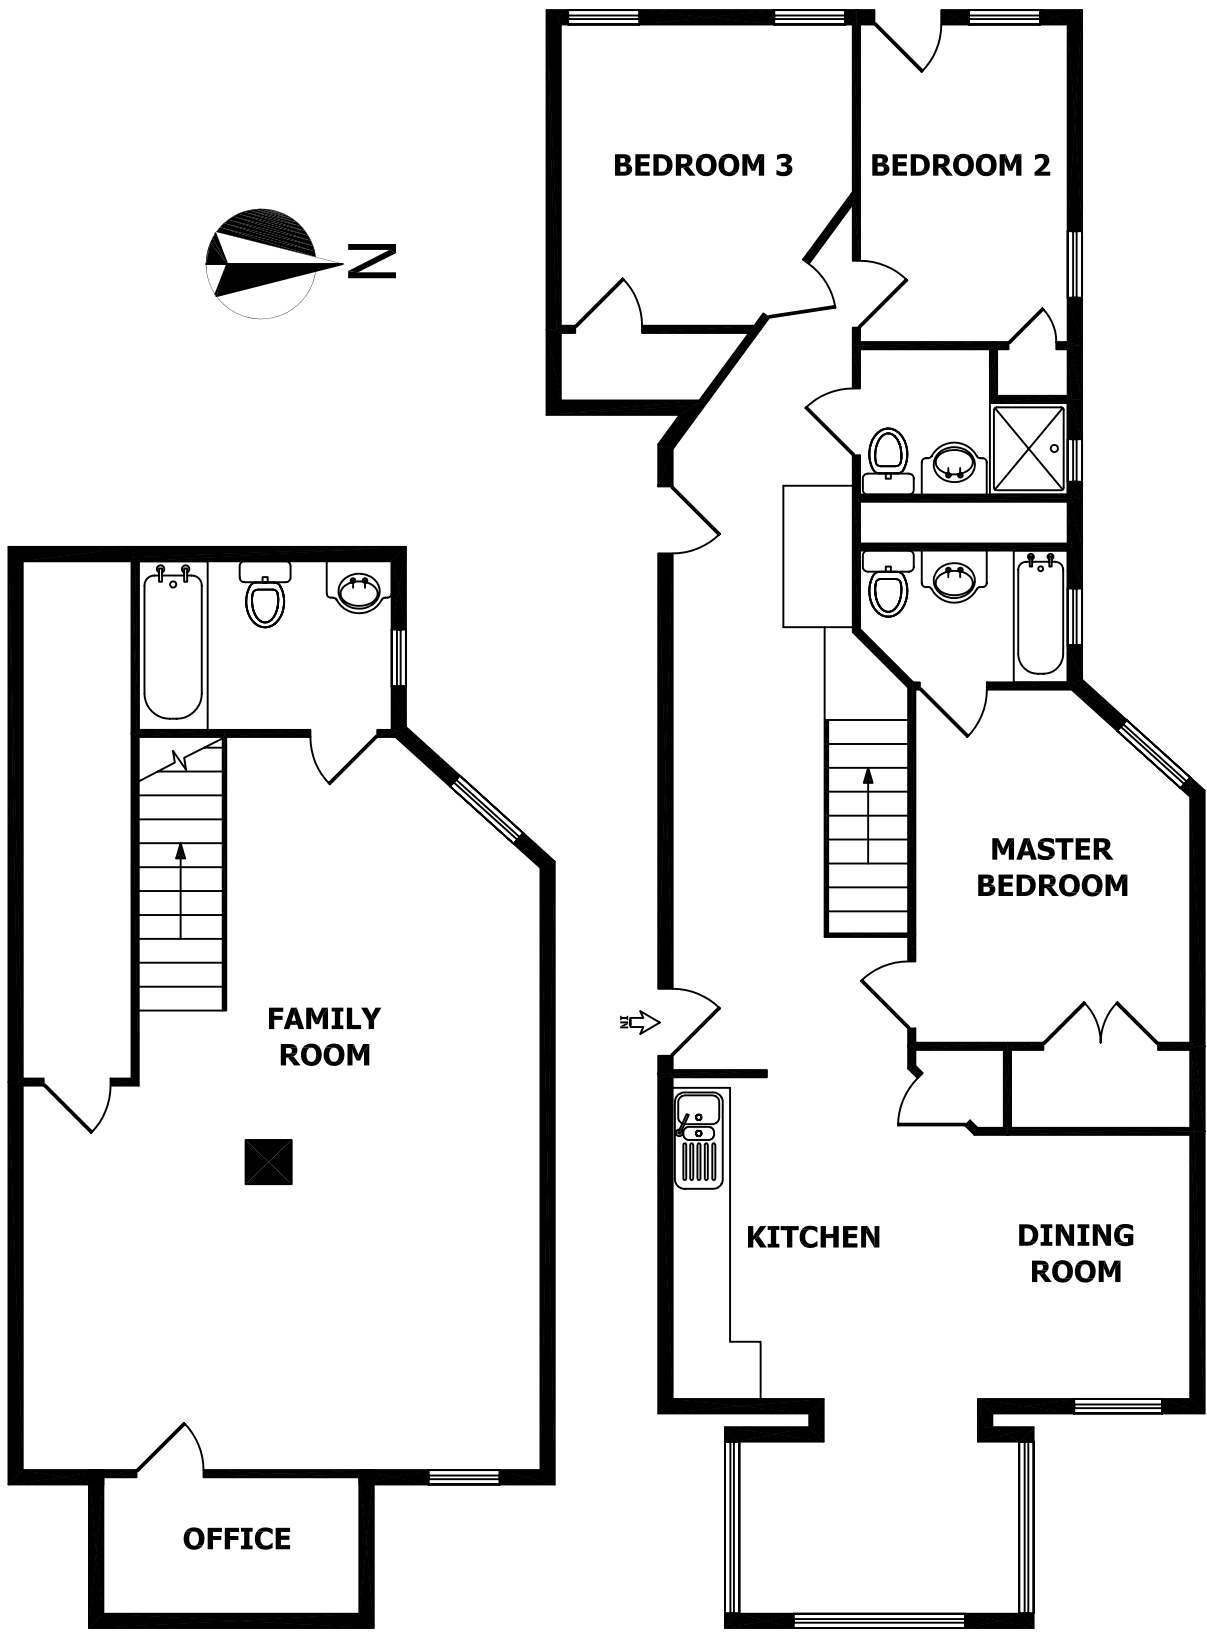 BEDROOM 3
BEDROOM 2
N
MASTER
BEDROOM
FAMILY
ROOM
IN
KITCHEN
DINING
ROOM
OFFICE